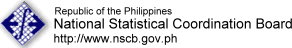 Republic of the Philippines
National Statistical Coordination Board
http://www.nscb.gov.ph